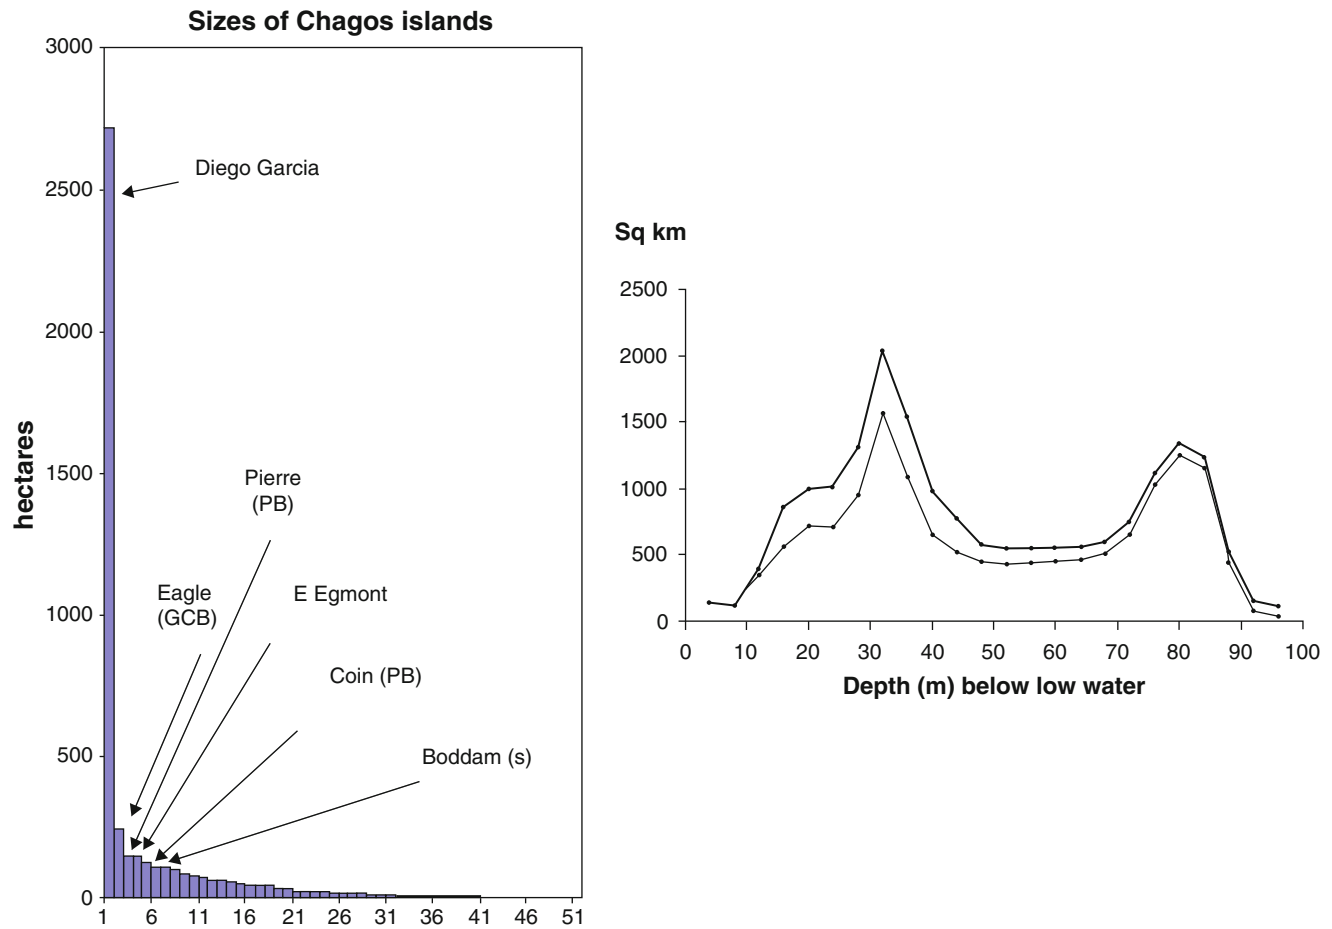 Sizes of Chagos islands
3000
2500
2000
1500
1000
500
0
hectares
Diego Garcia
Pierre
(PB)
Eagle
(GCB)
E Egmont
Coin (PB)
Boddam (s)
1 6 11 16 21 26 31 36 41 46 51
Sq km
2500
2000
1500
1000
500
0
0 10 20 30 40 50 60 70 80 90 100
Depth (m) below low water